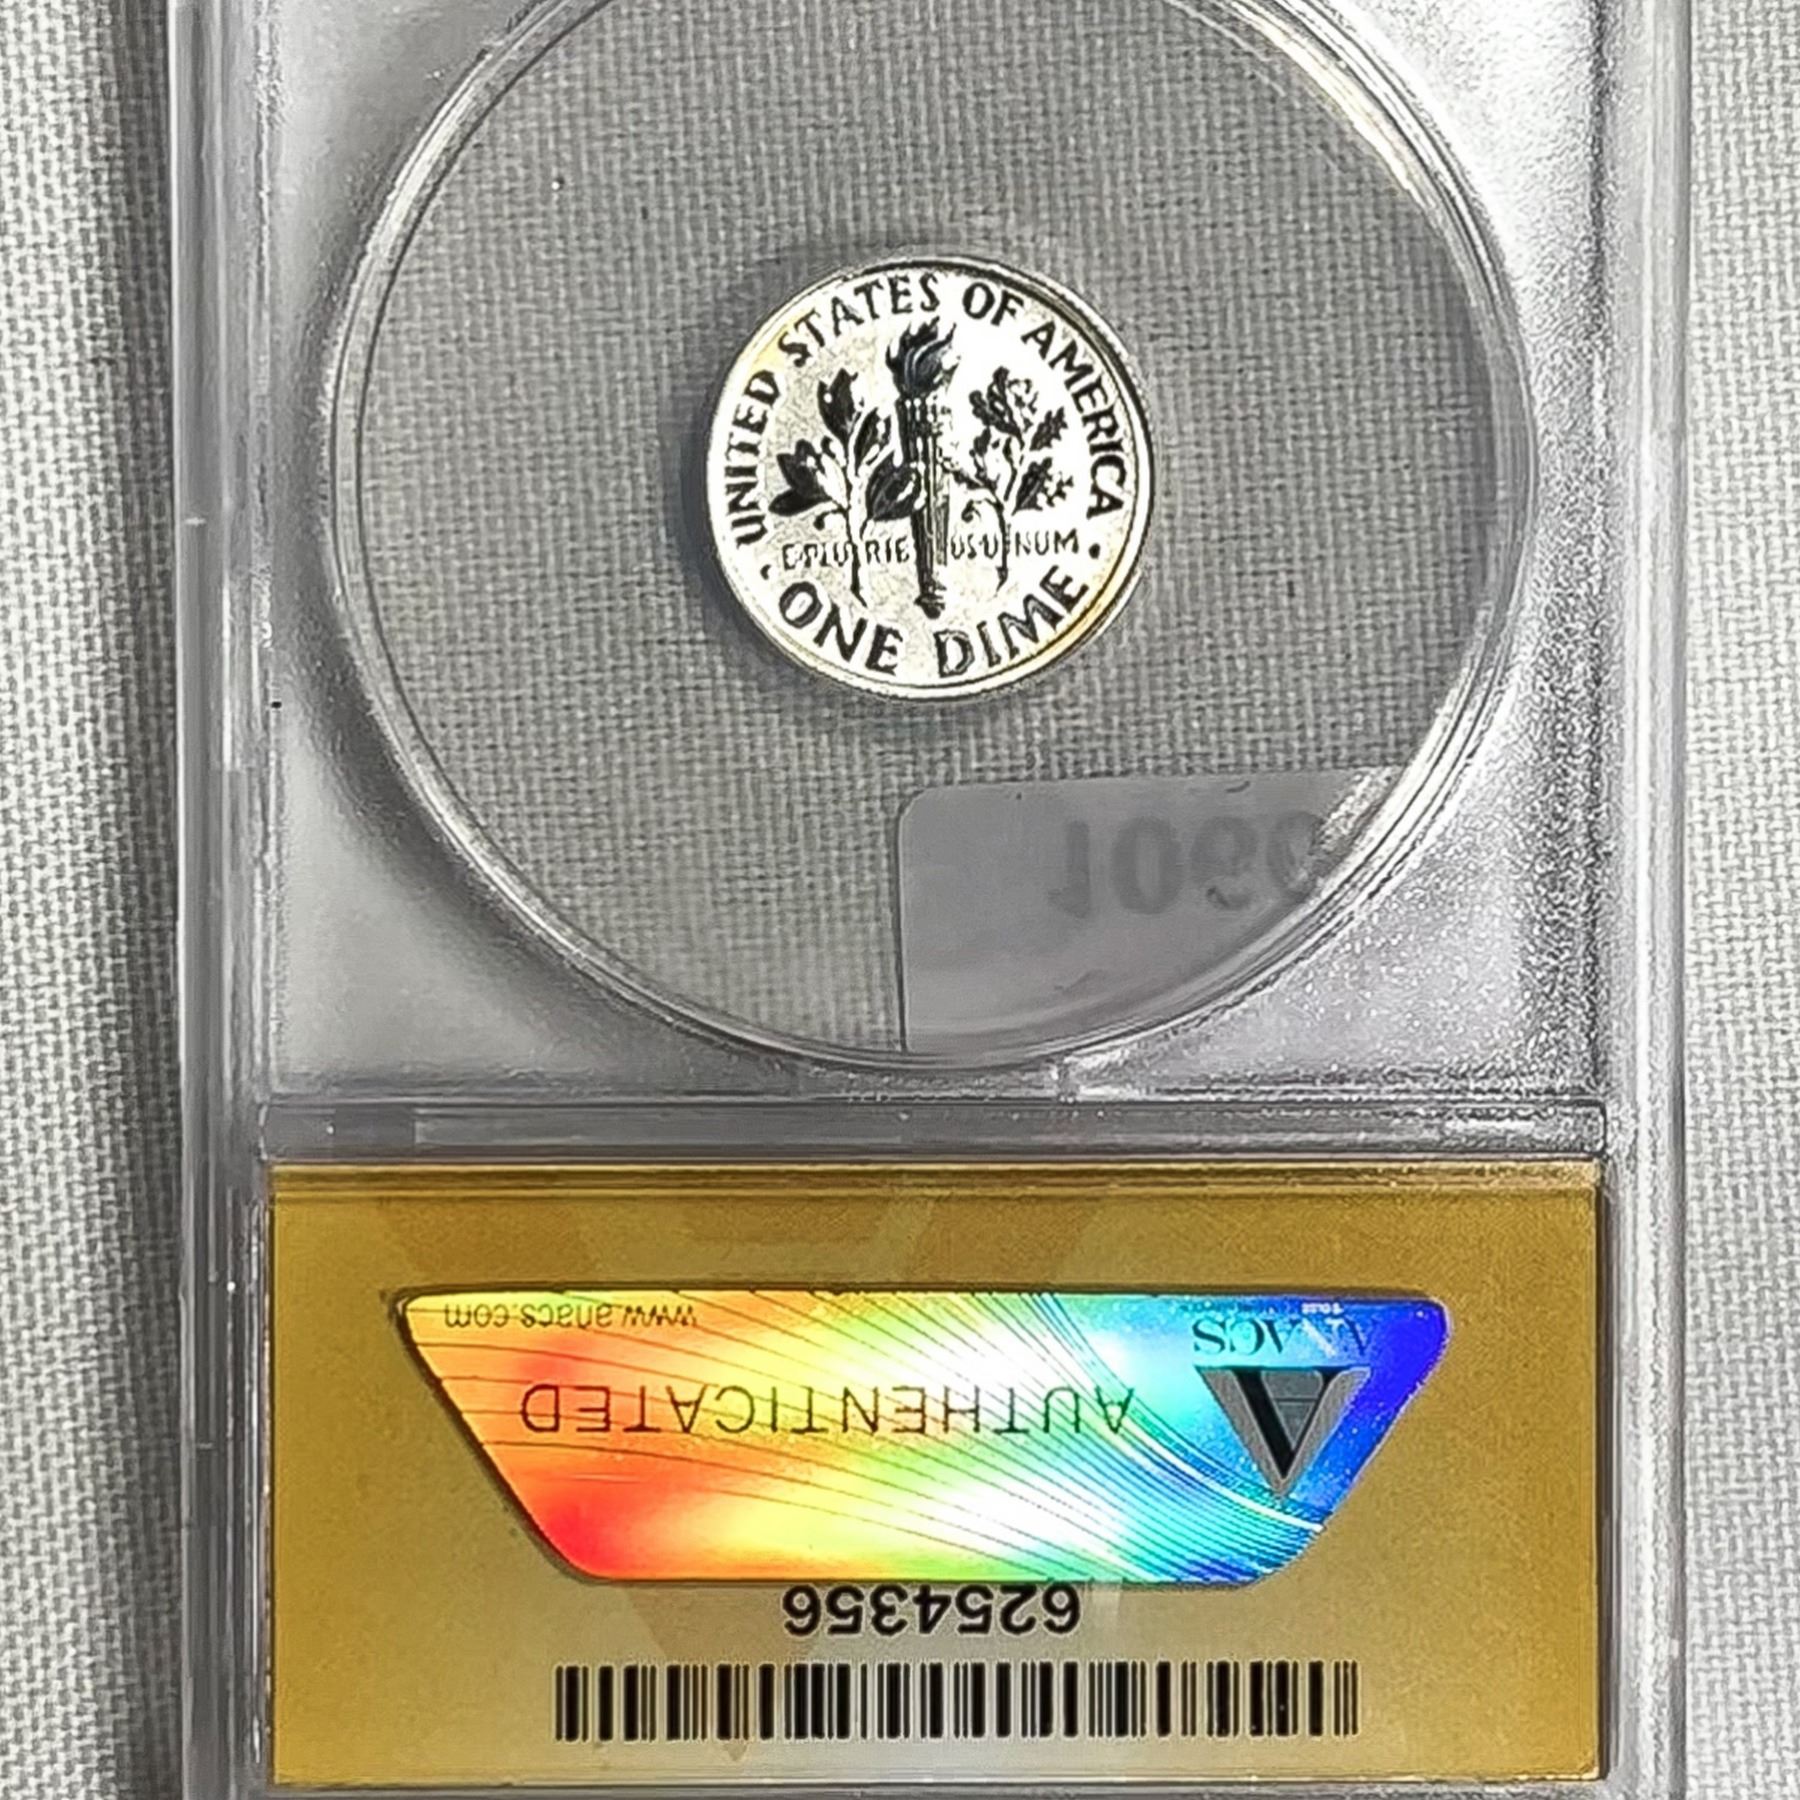 UNITED STATES OF AMERICA
E PLURIBUS UNUM
ONE DIME
ANACS
www.anacs.com
AUTHENTICATED
6254356